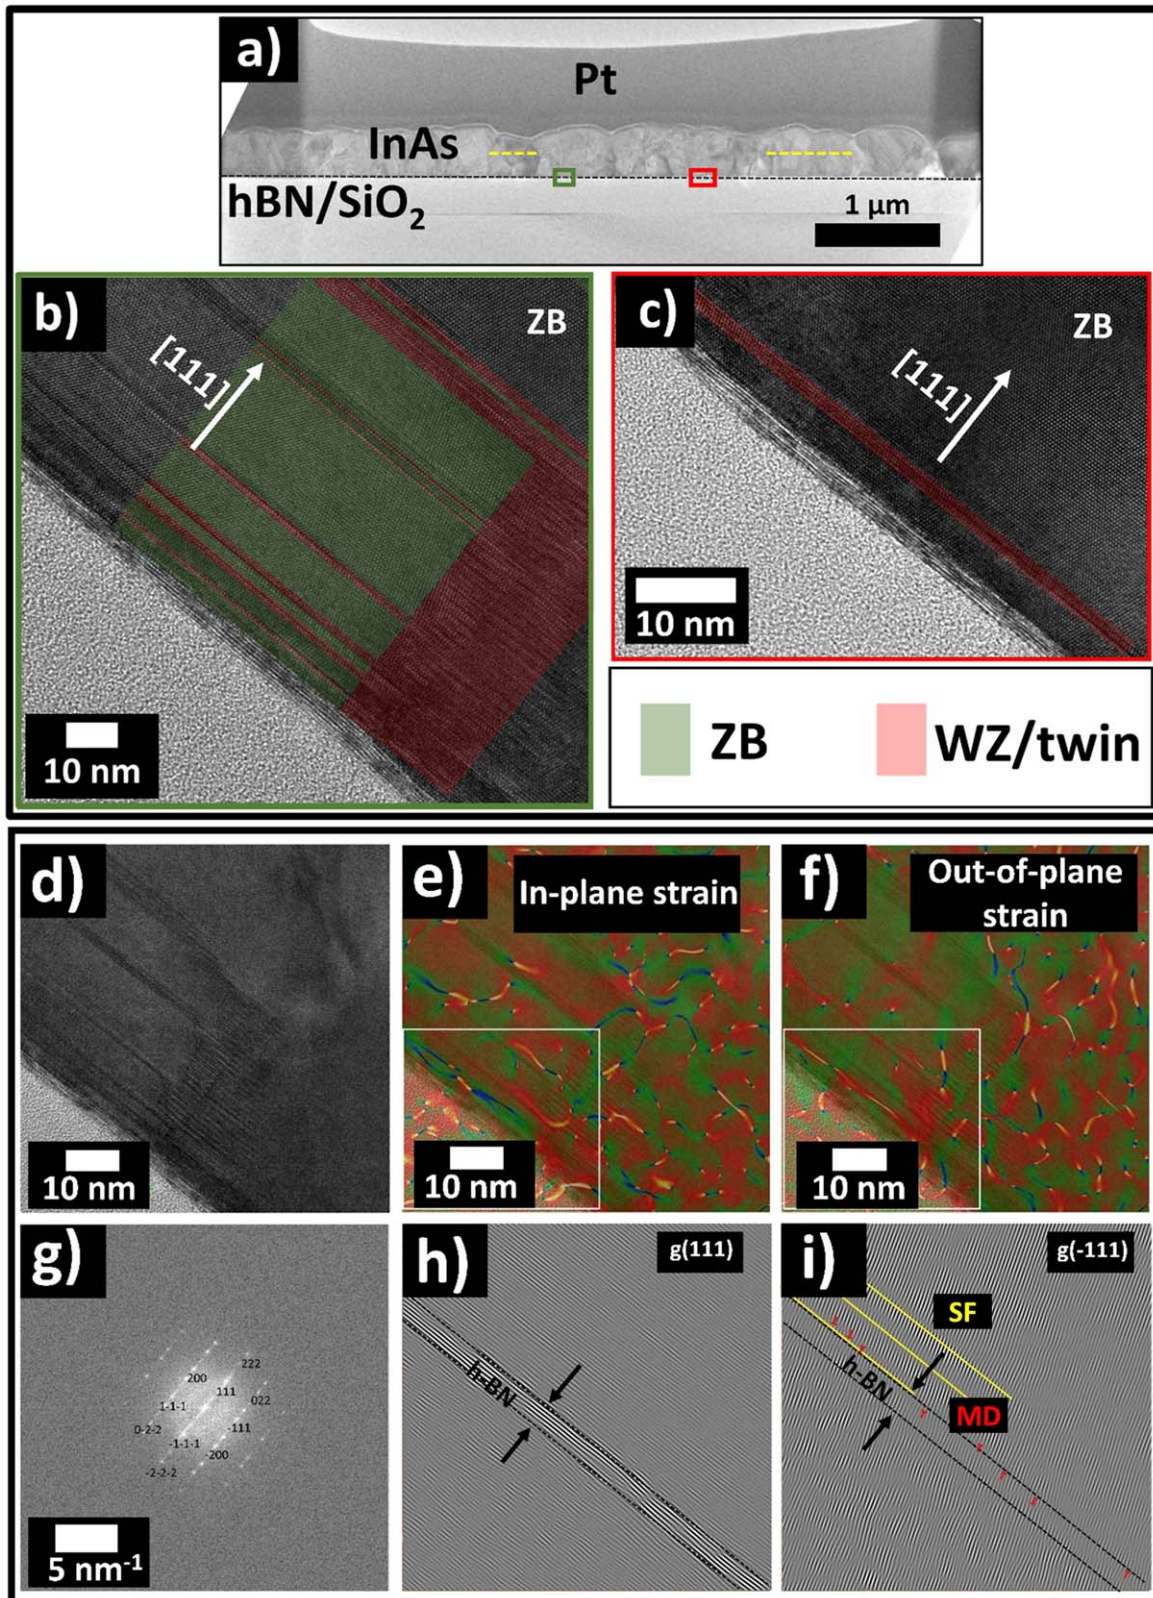 a)
Pt
InAs
hBN/SiO₂
1 µm
b)
ZB
[111]
10 nm
c)
ZB
[111]
10 nm
ZB
WZ/twin
d)
10 nm
e)
In-plane strain
10 nm
f)
Out-of-plane
strain
10 nm
g)
222
200
111
1-1-1
022
0-2-2
-111
-1-1-1
-200
-2-2-2
5 nm⁻¹
h)
g(111)
h-BN
i)
g(-111)
SF
h-BN
MD